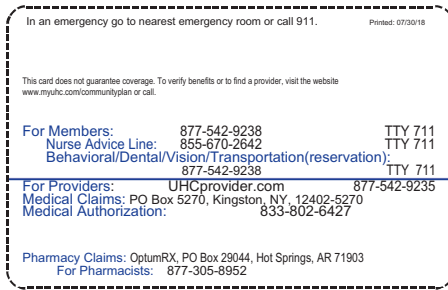 In an emergency go to nearest emergency room or call 911. Printed: 07/30/18
This card does not guarantee coverage. To verify benefits or to find a provider, visit the website
www.myuhc.com/communityplan or call.
For Members: 877-542-9238 TTY 711
Nurse Advice Line: 855-670-2642 TTY 711
Behavioral/Dental/Vision/Transportation(reservation):
877-542-9238 TTY 711
For Providers: UHCprovider.com 877-542-9235
Medical Claims: PO Box 5270, Kingston, NY, 12402-5270
Medical Authorization: 833-802-6427
Pharmacy Claims: OptumRX, PO Box 29044, Hot Springs, AR 71903
For Pharmacists: 877-305-8952